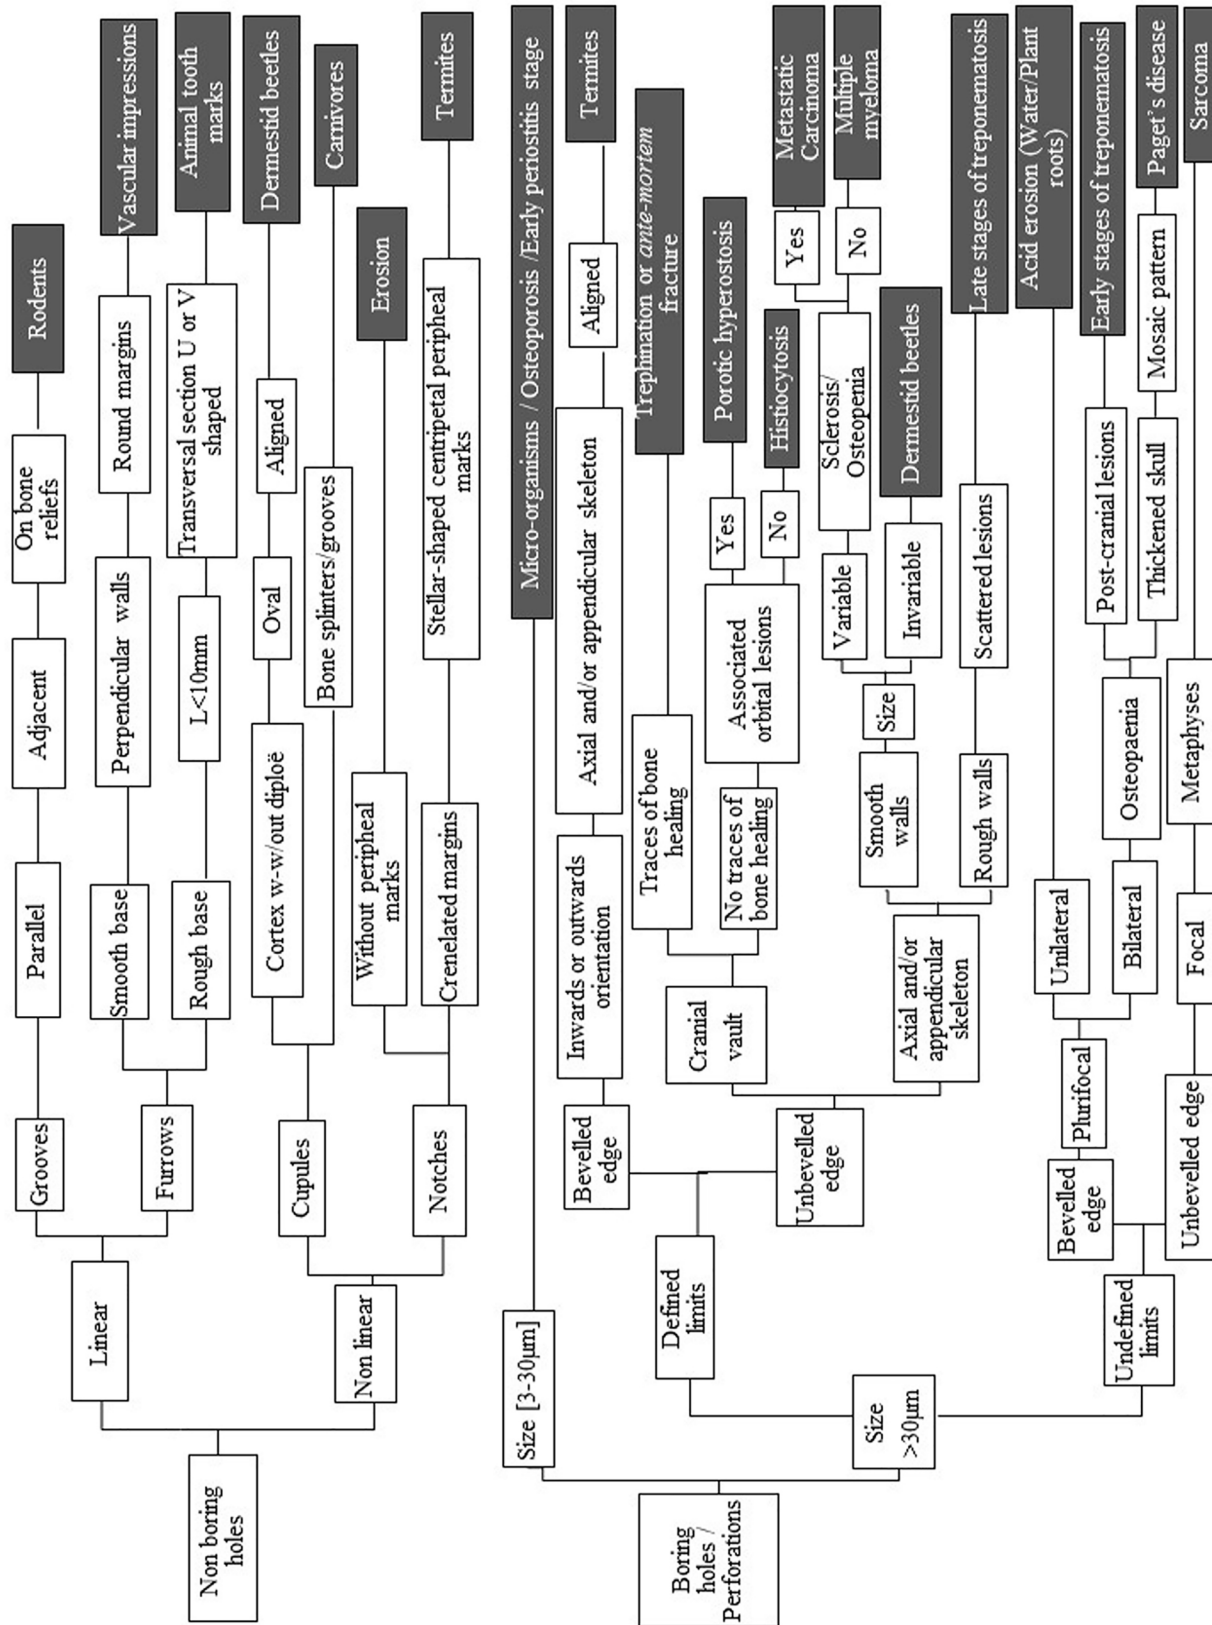 Non boring
holes
Linear
Grooves
Parallel
Adjacent
On bone
reliefs
Rodents
Furrows
Smooth base
Perpendicular walls
Round margins
Vascular impressions
Rough base
L<10mm
Transversal section U or V
shaped
Animal tooth
marks
Non linear
Cupules
Cortex w-w/out diploë
Oval
Aligned
Dermestid beetles
Bone splinters/grooves
Carnivores
Notches
Without peripheal
marks
Erosion
Crenelated margins
Stellar-shaped centripetal peripheal
marks
Termites
Boring
holes /
Perforations
Size [3-30µm]
Micro-organisms / Osteoporosis /Early periostitis stage
Size
>30µm
Defined
limits
Bevelled
edge
Inwards or outwards
orientation
Axial and/or appendicular skeleton
Aligned
Termites
Unbevelled
edge
Cranial
vault
Traces of bone
healing
Trephination or ante-mortem
fracture
No traces of
bone healing
Associated
orbital lesions
Yes
Porotic hyperostosis
No
Histiocytosis
Axial and/or
appendicular
skeleton
Smooth
walls
Size
Variable
Sclerosis/
Osteopenia
Yes
Metastatic
Carcinoma
No
Multiple
myeloma
Invariable
Dermestid beetles
Rough walls
Scattered lesions
Late stages of treponematosis
Undefined
limits
Bevelled
edge
Plurifocal
Unilateral
Acid erosion (Water/Plant
roots)
Bilateral
Osteopaenia
Post-cranial lesions
Early stages of treponematosis
Thickened skull
Mosaic pattern
Paget's disease
Unbevelled edge
Focal
Metaphyses
Sarcoma